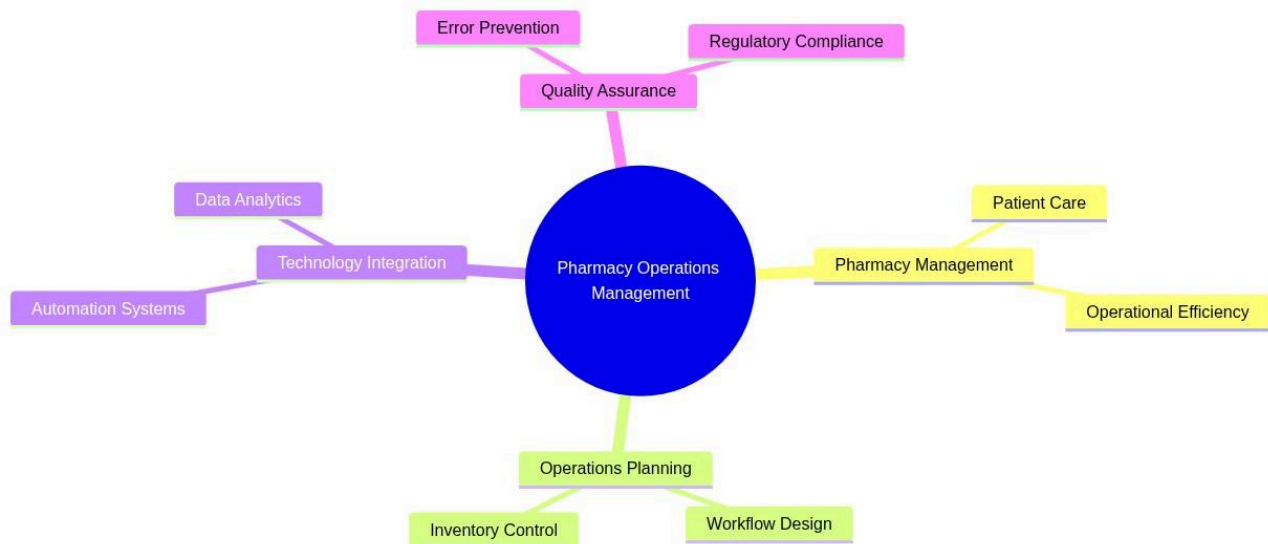 Error Prevention
Regulatory Compliance
Quality Assurance
Data Analytics
Patient Care
Technology Integration
Pharmacy Operations
Management
Pharmacy Management
Automation Systems
Operational Efficiency
Operations Planning
Inventory Control
Workflow Design